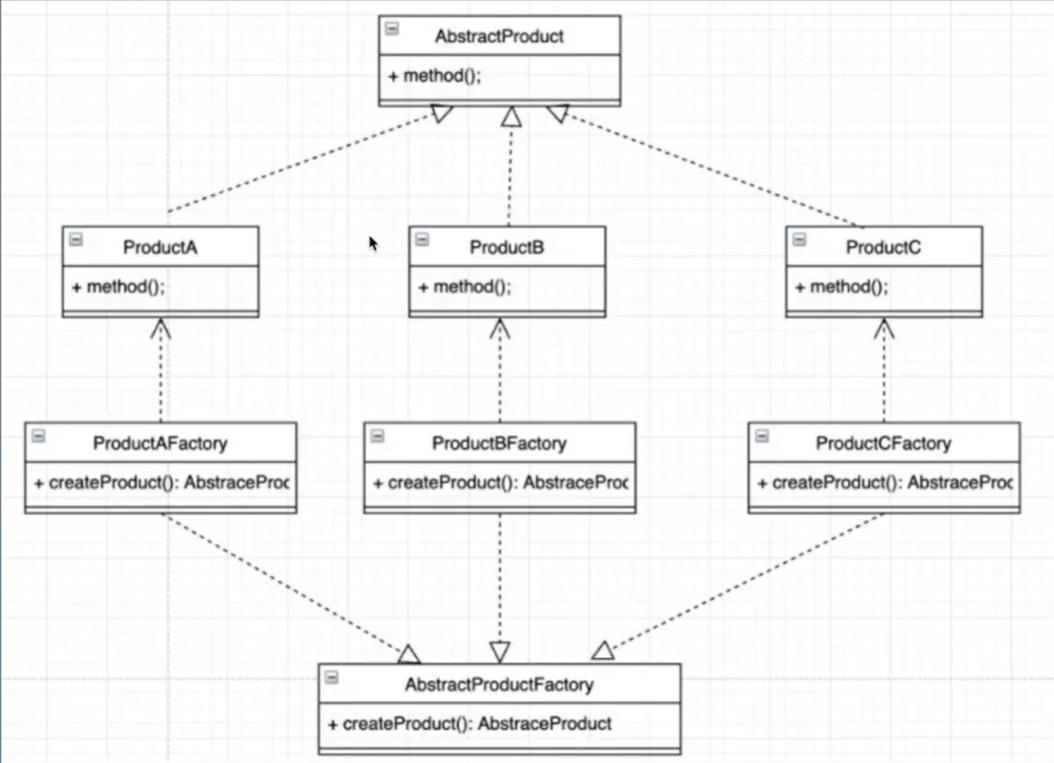 AbstractProduct
+ method();
ProductA
+ method();
ProductB
+ method();
ProductC
+ method();
ProductAFactory
+ createProduct(): AbstraceProc
ProductBFactory
+ createProduct(): AbstraceProc
ProductCFactory
+ createProduct(): AbstraceProc
AbstractProductFactory
+ createProduct(): AbstraceProduct